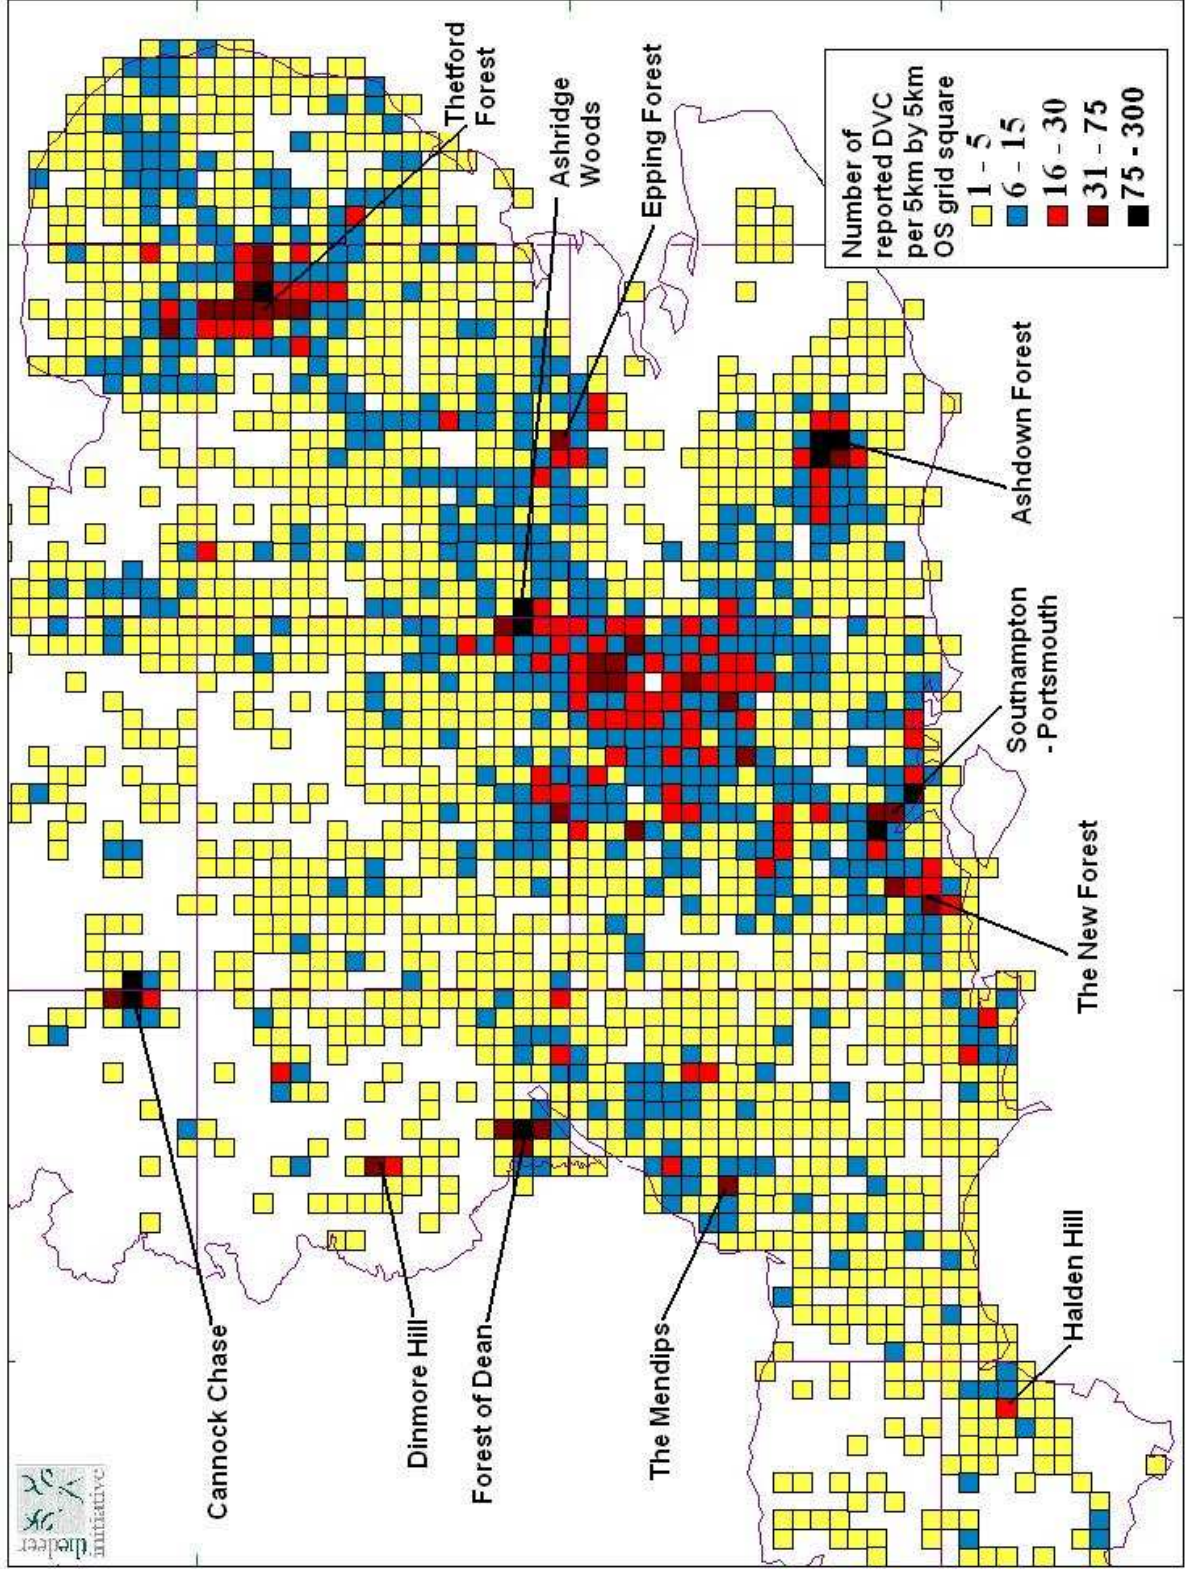 Cannock Chase
Dinmore Hill
Forest of Dean
The Mendips
Halden Hill
Thetford
Forest
Ashridge
Woods
Epping Forest
Ashdown Forest
Southampton
- Portsmouth
The New Forest
Number of
reported DVC
per 5km by 5km
OS grid square
1 - 5
6 - 15
16 - 30
31 - 75
75 - 300
thedeer
initiative